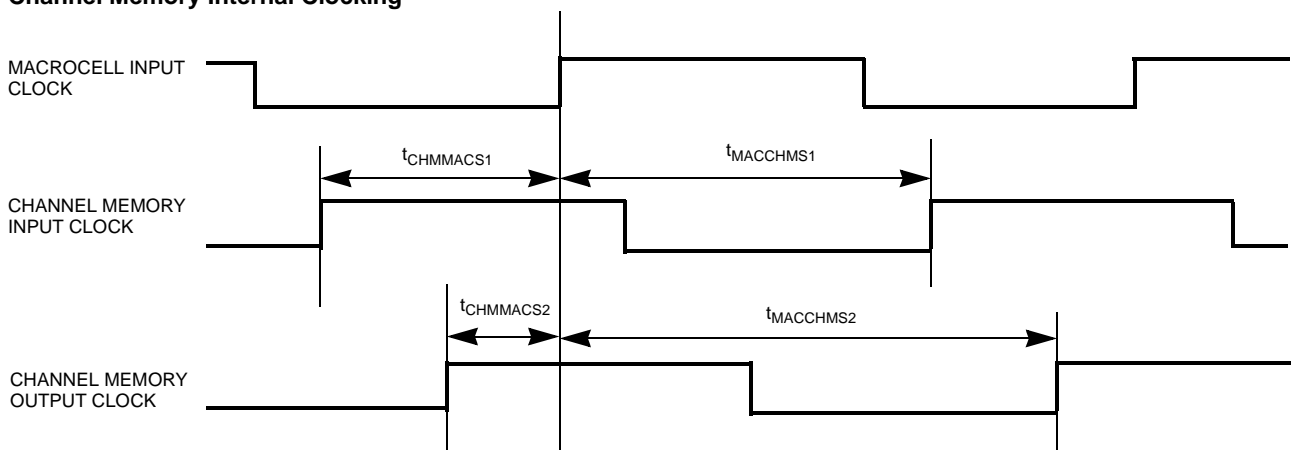 Channel Memory Internal Clocking
MACROCELL INPUT
CLOCK
tCHMMACS1
tMACCHMS1
CHANNEL MEMORY
INPUT CLOCK
tCHMMACS2
tMACCHMS2
CHANNEL MEMORY
OUTPUT CLOCK